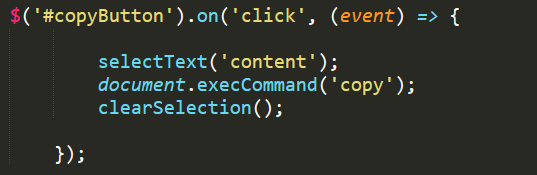 $('#copyButton').on('click', (event) => {
selectText('content');
document.execCommand('copy');
clearSelection();
});